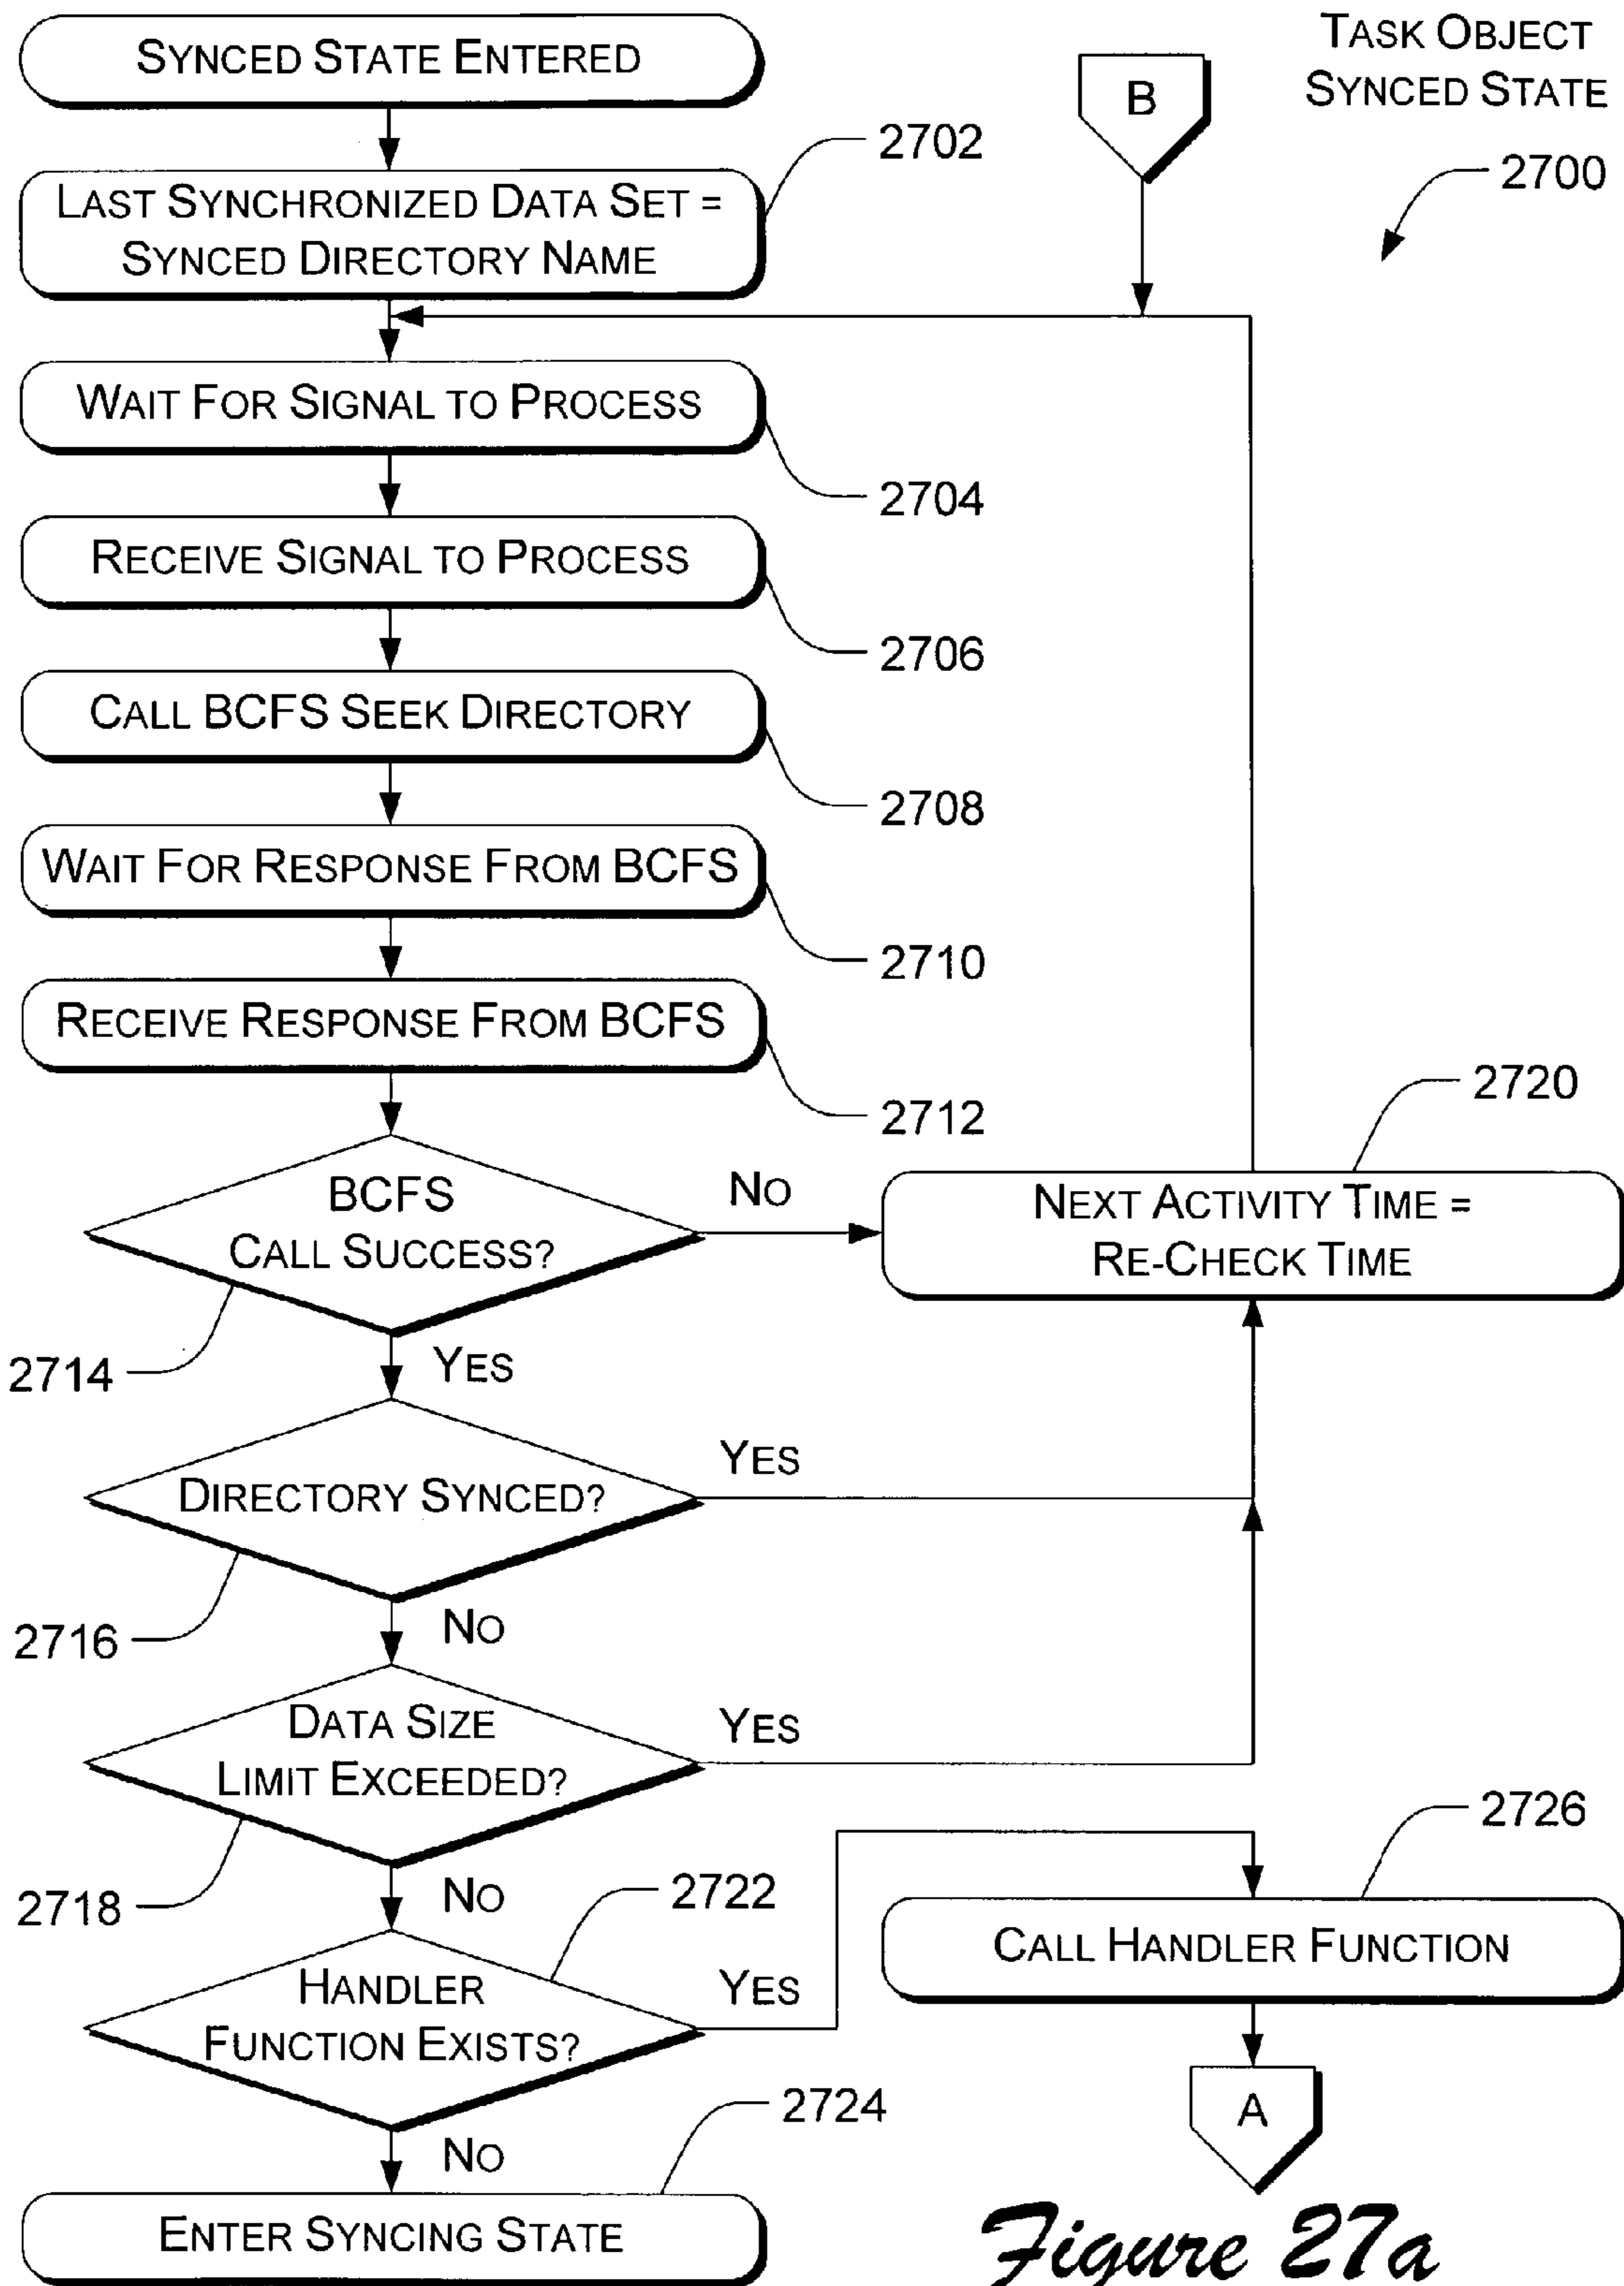 TASK OBJECT
SYNCED STATE
2700
SYNCED STATE ENTERED
B
2702
LAST SYNCHRONIZED DATA SET =
SYNCED DIRECTORY NAME
WAIT FOR SIGNAL TO PROCESS
2704
RECEIVE SIGNAL TO PROCESS
2706
CALL BCFS SEEK DIRECTORY
2708
WAIT FOR RESPONSE FROM BCFS
2710
RECEIVE RESPONSE FROM BCFS
2712
2720
BCFS
CALL SUCCESS?
NO
NEXT ACTIVITY TIME =
RE-CHECK TIME
2714
YES
DIRECTORY SYNCED?
YES
2716
NO
DATA SIZE
LIMIT EXCEEDED?
YES
2718
NO
2722
2726
HANDLER
FUNCTION EXISTS?
YES
CALL HANDLER FUNCTION
2724
NO
A
ENTER SYNCING STATE
Figure 27a